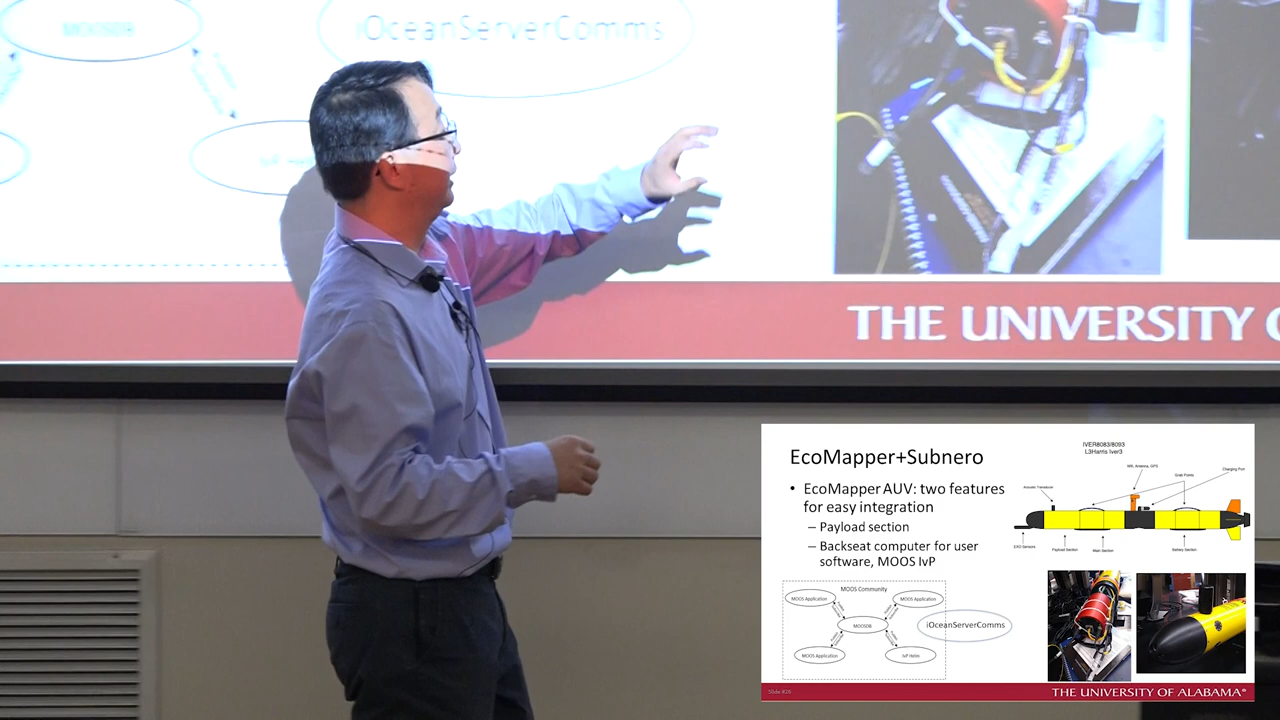 MOOSDB
iOceanServerComms
THE UNIVERSITY
EcoMapper+Subnero
• EcoMapper AUV: two features
for easy integration
– Payload section
– Backseat computer for user
software, MOOS IvP
IVER8083/8093
L3Harris Iver3
Wifi, Antenna, GPS
Charging Port
Grab Points
Acoustic Transducer
EXO Sensors
Payload Section
Main Section
Battery Section
MOOS Community
MOOS Application
MOOS Application
MOOSDB
iOceanServerComms
MOOS Application
IvP Helm
Slide #26
THE UNIVERSITY OF ALABAMA®